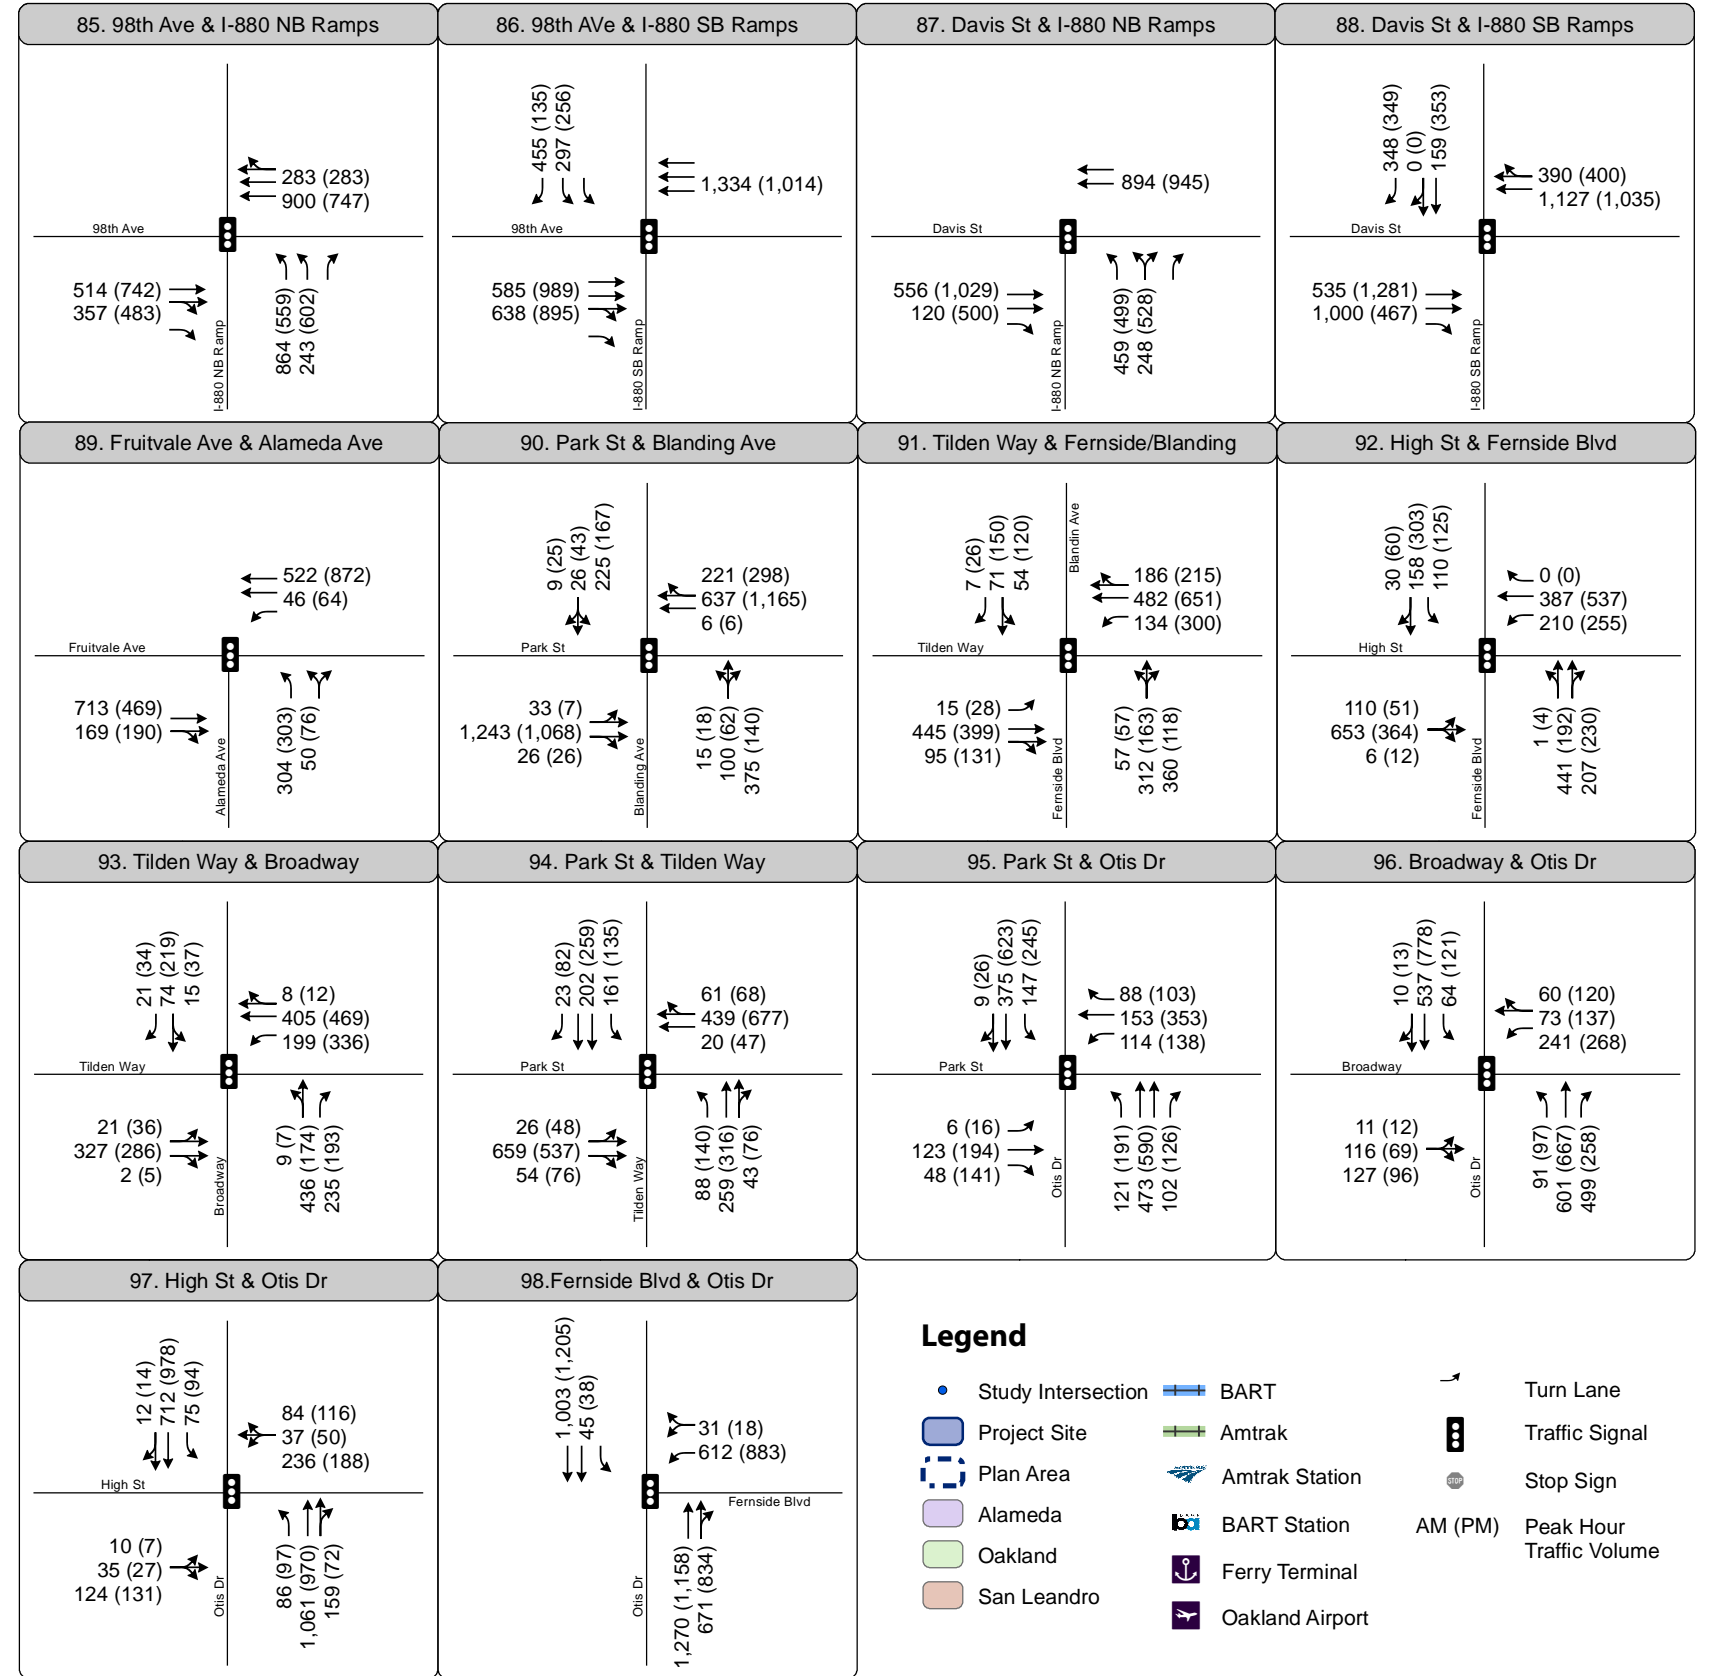 85. 98th Ave & I-880 NB Ramps
283 (283)
900 (747)
98th Ave
514 (742)
357 (483)
I-880 NB Ramp
864 (559)
243 (602)
86. 98th AVe & I-880 SB Ramps
455 (135)
297 (256)
1,334 (1,014)
98th Ave
585 (989)
638 (895)
I-880 SB Ramp
87. Davis St & I-880 NB Ramps
894 (945)
Davis St
556 (1,029)
120 (500)
I-880 NB Ramp
459 (499)
248 (528)
88. Davis St & I-880 SB Ramps
348 (349)
0 (0)
159 (353)
390 (400)
1,127 (1,035)
Davis St
535 (1,281)
1,000 (467)
I-880 SB Ramp
89. Fruitvale Ave & Alameda Ave
522 (872)
46 (64)
Fruitvale Ave
713 (469)
169 (190)
Alameda Ave
304 (303)
50 (76)
90. Park St & Blanding Ave
9 (25)
26 (43)
225 (167)
221 (298)
637 (1,165)
6 (6)
Park St
33 (7)
1,243 (1,068)
26 (26)
Blanding Ave
15 (18)
100 (62)
375 (140)
91. Tilden Way & Fernside/Blanding
7 (26)
71 (150)
54 (120)
Blandin Ave
186 (215)
482 (651)
134 (300)
Tilden Way
15 (28)
445 (399)
95 (131)
Fernside Blvd
57 (57)
312 (163)
360 (118)
92. High St & Fernside Blvd
30 (60)
158 (303)
110 (125)
0 (0)
387 (537)
210 (255)
High St
110 (51)
653 (364)
6 (12)
Fernside Blvd
1 (4)
441 (192)
207 (230)
93. Tilden Way & Broadway
21 (34)
74 (219)
15 (37)
8 (12)
405 (469)
199 (336)
Tilden Way
21 (36)
327 (286)
2 (5)
Broadway
9 (7)
436 (174)
235 (193)
94. Park St & Tilden Way
23 (82)
202 (259)
161 (135)
61 (68)
439 (677)
20 (47)
Park St
26 (48)
659 (537)
54 (76)
Tilden Way
88 (140)
259 (316)
43 (76)
95. Park St & Otis Dr
9 (26)
375 (623)
147 (245)
88 (103)
153 (353)
114 (138)
Park St
6 (16)
123 (194)
48 (141)
Otis Dr
121 (191)
473 (590)
102 (126)
96. Broadway & Otis Dr
10 (13)
537 (778)
64 (121)
60 (120)
73 (137)
241 (268)
Broadway
11 (12)
116 (69)
127 (96)
Otis Dr
91 (97)
601 (667)
499 (258)
97. High St & Otis Dr
12 (14)
712 (978)
75 (94)
84 (116)
37 (50)
236 (188)
High St
10 (7)
35 (27)
124 (131)
Otis Dr
86 (97)
1,061 (970)
159 (72)
98.Fernside Blvd & Otis Dr
1,003 (1,205)
45 (38)
31 (18)
612 (883)
Fernside Blvd
Otis Dr
1,270 (1,158)
671 (834)
Legend
Study Intersection
Project Site
Plan Area
Alameda
Oakland
San Leandro
BART
Amtrak
Amtrak Station
ba BART Station
Ferry Terminal
Oakland Airport
Turn Lane
Traffic Signal
STOP Stop Sign
AM (PM) Peak Hour
Traffic Volume